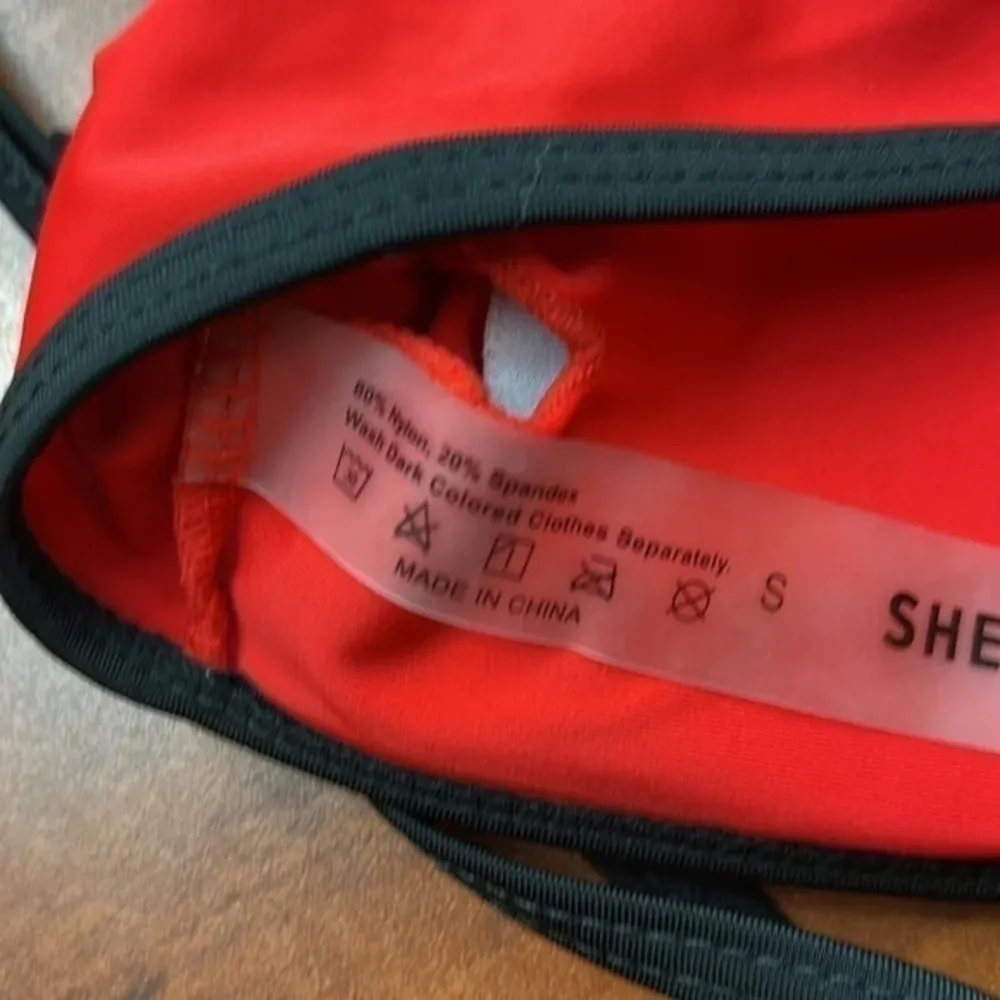 80% Nylon, 20% Spandex
Wash Dark Colored Clothes Separately.
MADE IN CHINA
S
SHE